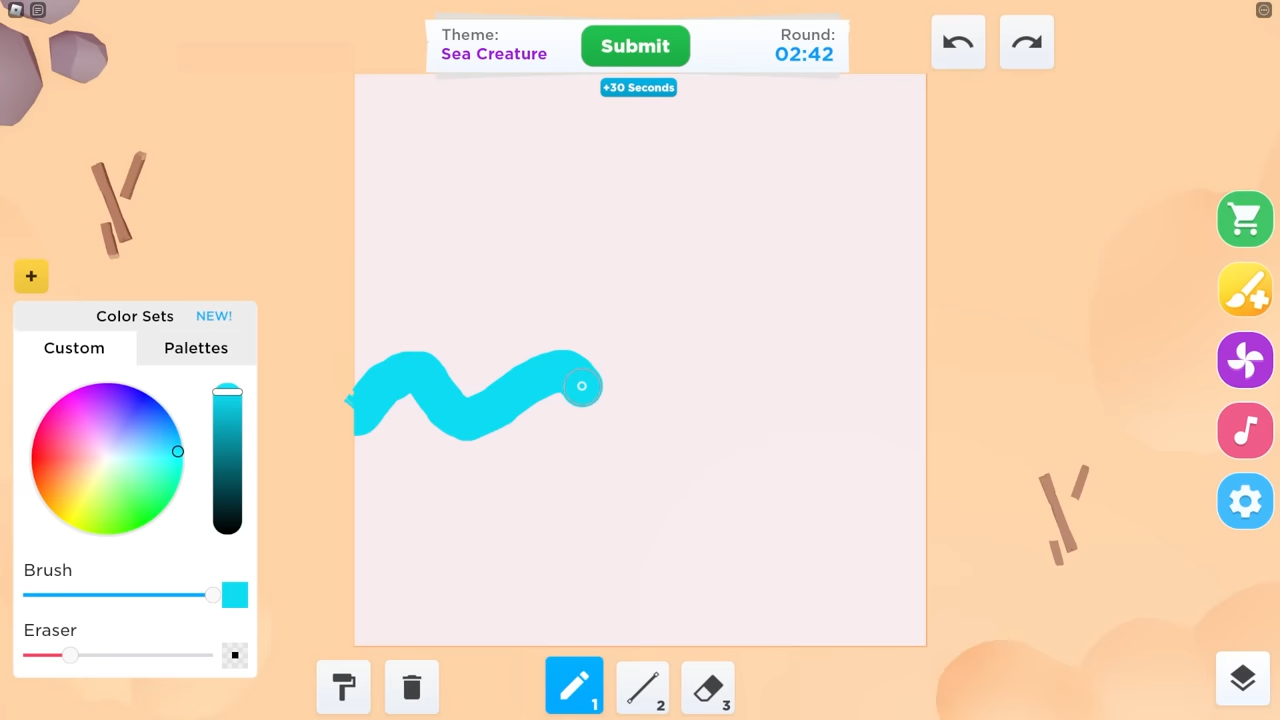 Theme:
Sea Creature
Submit
Round:
02:42
+30 Seconds
+
Color Sets NEW!
Custom Palettes
Brush
Eraser
1
2
3